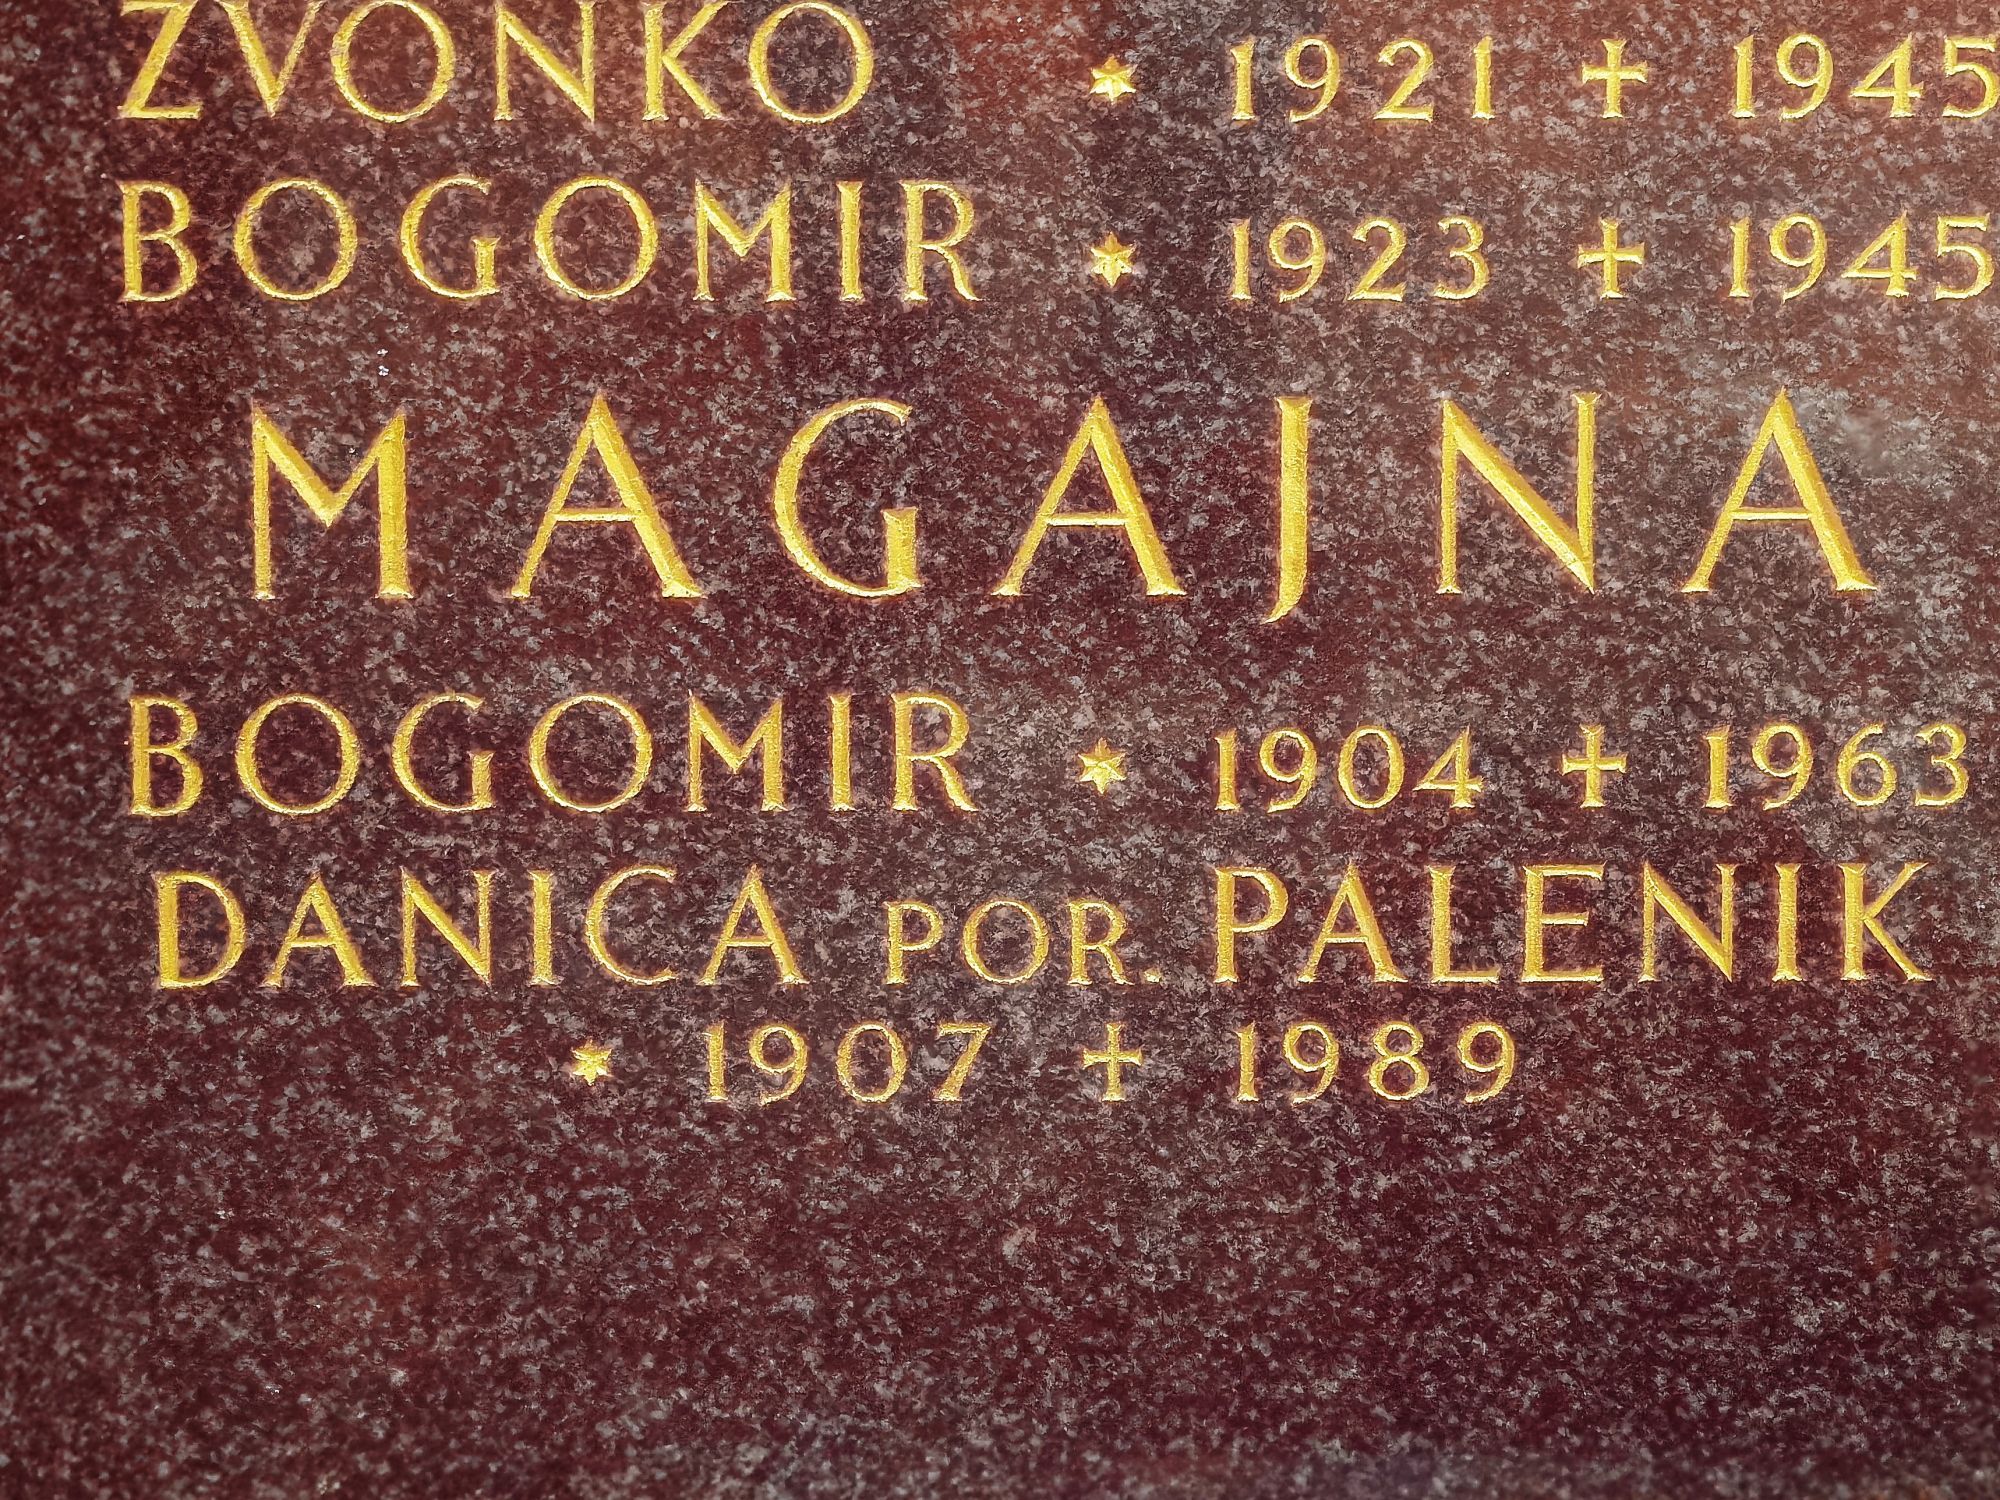 ZVONKO * 1921 + 1945
BOGOMIR * 1923 + 1945
MAGAJNA
BOGOMIR * 1904 + 1963
DANICA POR. PALENIK
* 1907 + 1989